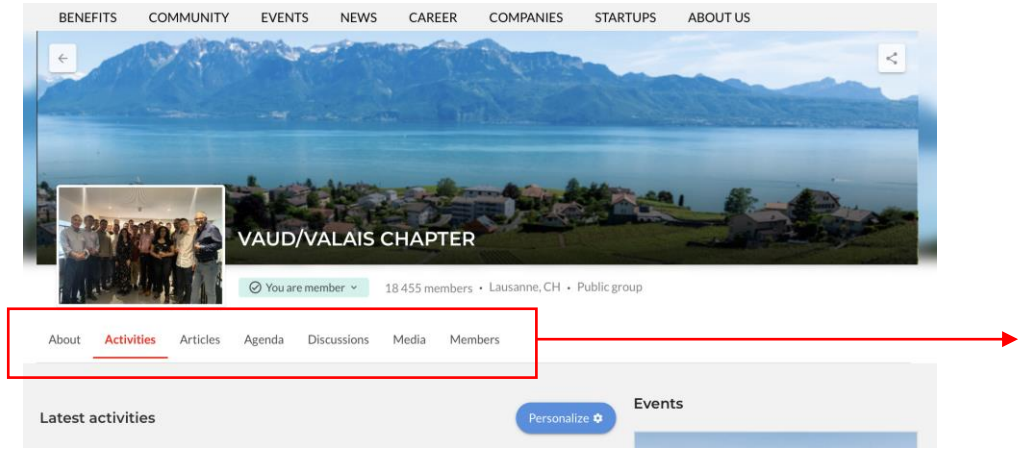 BENEFITS COMMUNITY EVENTS NEWS CAREER COMPANIES STARTUPS ABOUT US
VAUD/VALAIS CHAPTER
You are member 18 455 members • Lausanne, CH • Public group
About Activities Articles Agenda Discussions Media Members
Latest activities Personalize Events